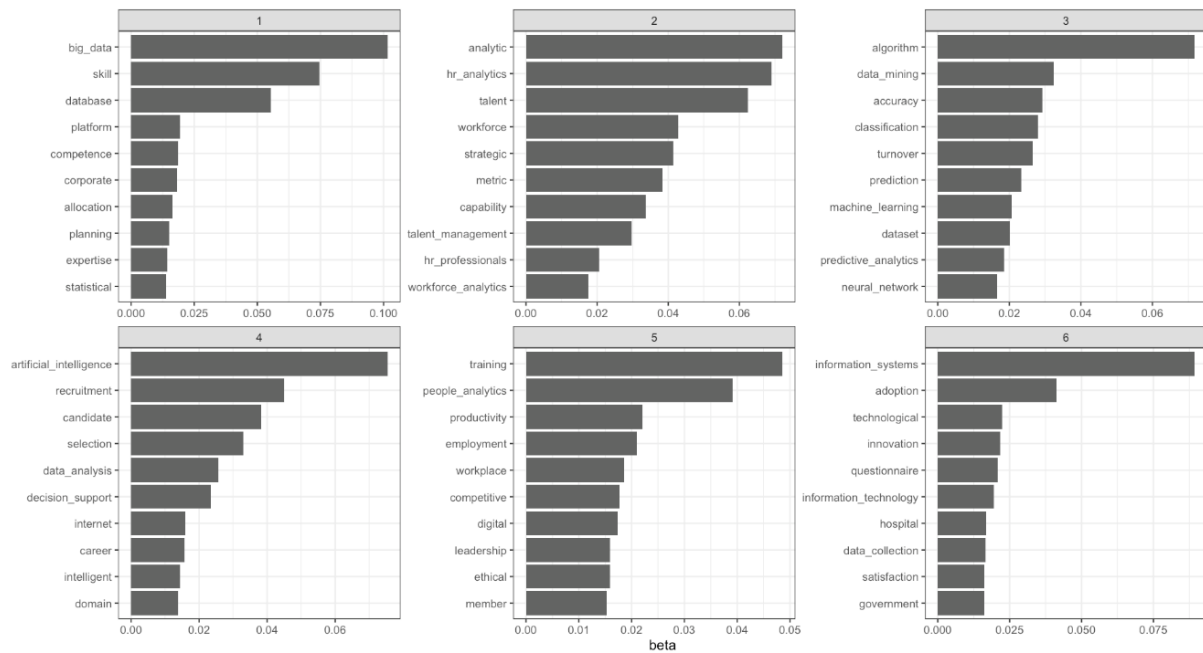 1
big_data
skill
database
platform
competence
corporate
allocation
planning
expertise
statistical
0.000 0.025 0.050 0.075 0.100
2
analytic
hr_analytics
talent
workforce
strategic
metric
capability
talent_management
hr_professionals
workforce_analytics
0.00 0.02 0.04 0.06
3
algorithm
data_mining
accuracy
classification
turnover
prediction
machine_learning
dataset
predictive_analytics
neural_network
0.00 0.02 0.04 0.06
4
artificial_intelligence
recruitment
candidate
selection
data_analysis
decision_support
internet
career
intelligent
domain
0.00 0.02 0.04 0.06
5
training
people_analytics
productivity
employment
workplace
competitive
digital
leadership
ethical
member
0.00 0.01 0.02 0.03 0.04 0.05
6
information_systems
adoption
technological
innovation
questionnaire
information_technology
hospital
data_collection
satisfaction
government
0.000 0.025 0.050 0.075
beta